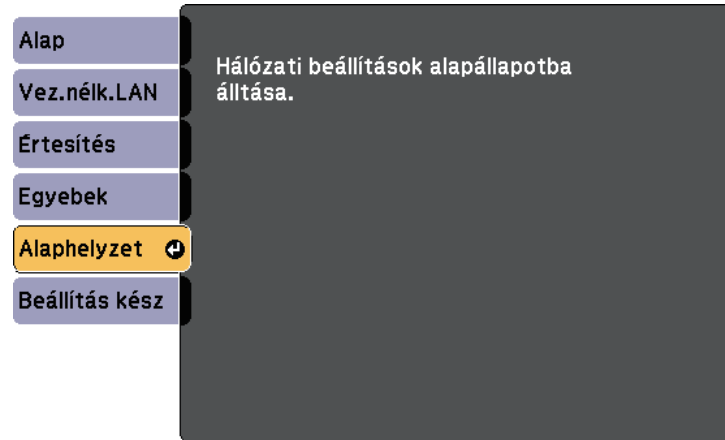 Alap
Vez.nélk.LAN
Értesítés
Egyebek
Alaphelyzet
Beállítás kész
Hálózati beállítások alapállapotba
álltása.